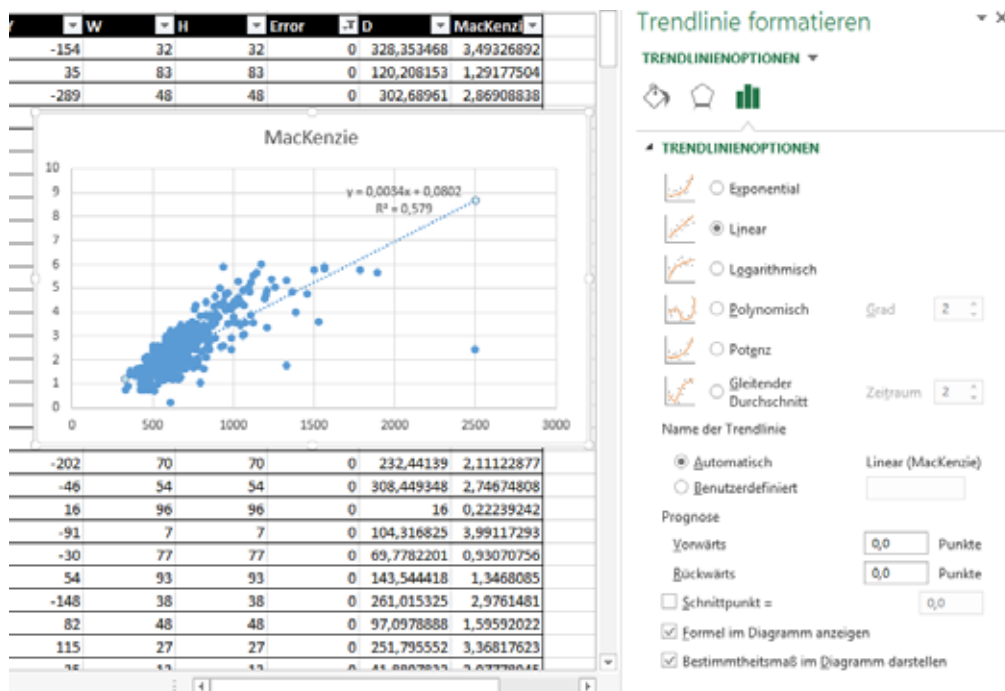 W H Error D MacKenzi
-154 32 32 0 328,353468 3,49326892
35 83 83 0 120,208153 1,29177504
-289 48 48 0 302,68961 2,86908838
MacKenzie
10
9
8
7
6
5
4
3
2
1
0
y = 0,0034x + 0,0802
R² = 0,579
0 500 1000 1500 2000 2500 3000
-202 70 70 0 232,44139 2,11122877
-46 54 54 0 308,449348 2,74674808
16 96 96 0 16 0,22239242
-91 7 7 0 104,316825 3,99117293
-30 77 77 0 69,7782201 0,93070756
54 93 93 0 143,544418 1,3468085
-148 38 38 0 261,015325 2,9761481
82 48 48 0 97,0978888 1,59592022
115 27 27 0 251,795552 3,36817623
Trendlinie formatieren
TRENDLINIENOPTIONEN
TRENDLINIENOPTIONEN
Exponential
Linear
Logarithmisch
Polynomisch Grad 2
Potenz
Gleitender
Durchschnitt Zeitraum 2
Name der Trendlinie
Automatisch Linear (MacKenzie)
Benutzerdefiniert
Prognose
Vorwärts 0,0 Punkte
Rückwärts 0,0 Punkte
Schnittpunkt = 0,0
Formel im Diagramm anzeigen
Bestimmtheitsmaß im Diagramm darstellen